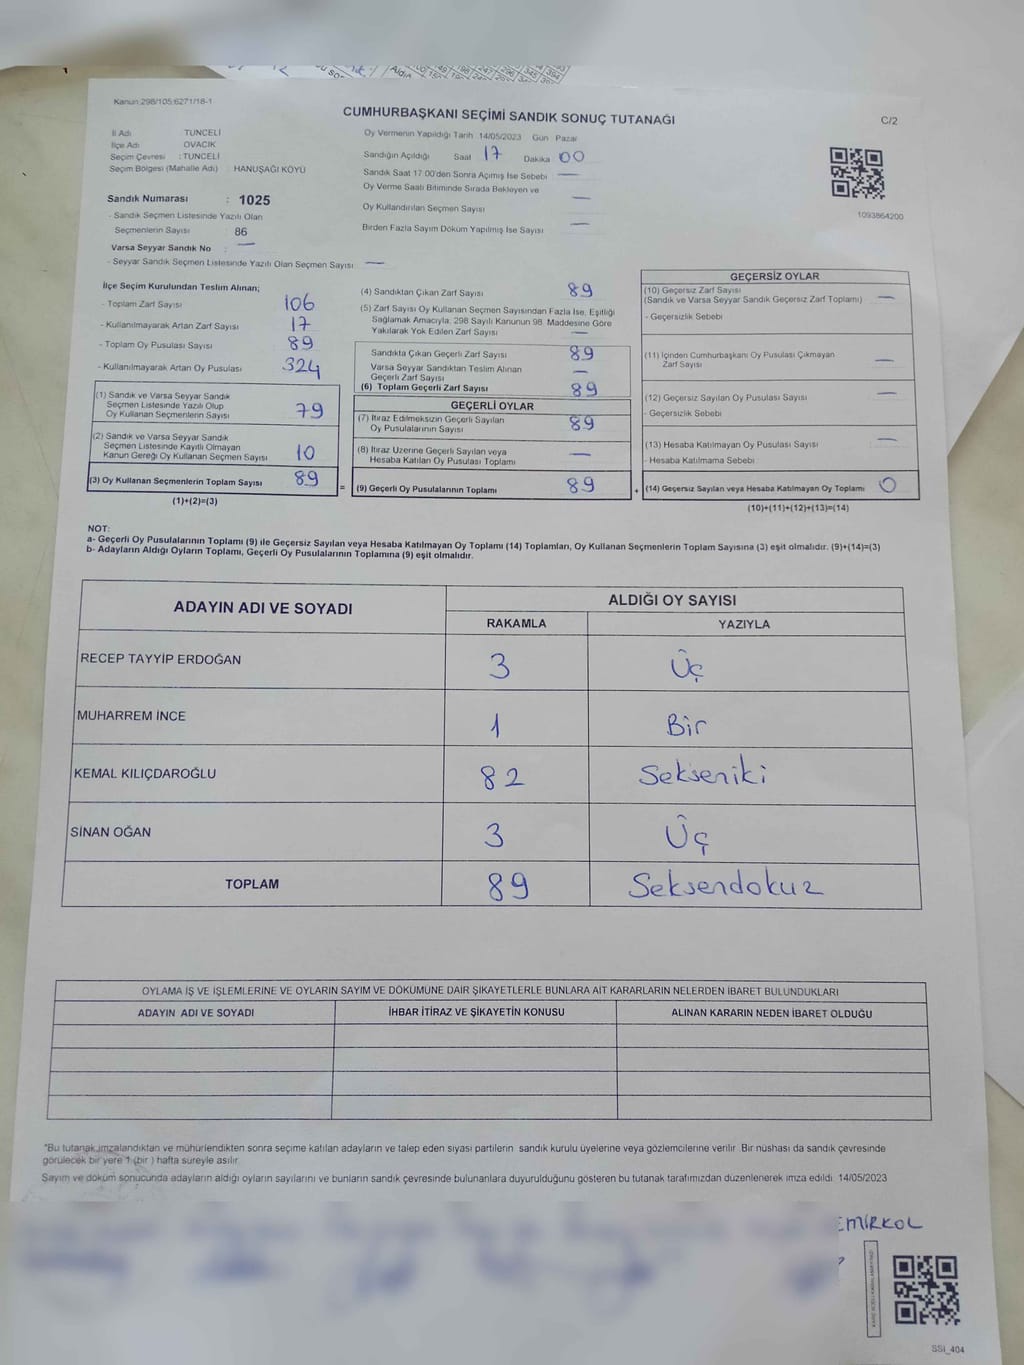 Kanun:298/105;6271/18-1
CUMHURBAŞKANI SEÇİMİ SANDIK SONUÇ TUTANAĞI
C/2
İl Adı TUNCELİ
İlçe Adı OVACIK
Seçim Çevresi : TUNCELİ
Seçim Bölgesi (Mahalle Adı) HANUŞAĞI KÖYÜ
Sandık Numarası : 1025
- Sandık Seçmen Listesinde Yazılı Olan
Seçmenlerin Sayısı 86
Varsa Seyyar Sandık No : —
- Seyyar Sandık Seçmen Listesinde Yazılı Olan Seçmen Sayısı —
Oy Vermenin Yapıldığı Tarih 14/05/2023 Gün Pazar
Sandığın Açıldığı Saat 17 Dakika 00
Sandık Saat 17:00'den Sonra Açılmış İse Sebebi —
Oy Verme Saati Bitiminde Sırada Bekleyen ve
Oy Kullandırılan Seçmen Sayısı —
Birden Fazla Sayım Döküm Yapılmış İse Sayısı —
1093864200
İlçe Seçim Kurulundan Teslim Alınan;
- Toplam Zarf Sayısı 106
- Kullanılmayarak Artan Zarf Sayısı 17
- Toplam Oy Pusulası Sayısı 89
- Kullanılmayarak Artan Oy Pusulası 324
(1) Sandık ve Varsa Seyyar Sandık
Seçmen Listesinde Yazılı Olup
Oy Kullanan Seçmenlerin Sayısı 79
(2) Sandık ve Varsa Seyyar Sandık
Seçmen Listesinde Kayıtlı Olmayan
Kanun Gereği Oy Kullanan Seçmen Sayısı 10
(3) Oy Kullanan Seçmenlerin Toplam Sayısı 89
(1)+(2)=(3)
(4) Sandıktan Çıkan Zarf Sayısı 89
(5) Zarf Sayısı Oy Kullanan Seçmen Sayısından Fazla İse, Eşitliği
Sağlamak Amacıyla, 298 Sayılı Kanunun 98. Maddesine Göre
Yakılarak Yok Edilen Zarf Sayısı —
Sandıkta Çıkan Geçerli Zarf Sayısı 89
Varsa Seyyar Sandıktan Teslim Alınan
Geçerli Zarf Sayısı —
(6) Toplam Geçerli Zarf Sayısı 89
GEÇERLİ OYLAR
(7) İtiraz Edilmeksizin Geçerli Sayılan
Oy Pusulalarının Sayısı 89
(8) İtiraz Üzerine Geçerli Sayılan veya
Hesaba Katılan Oy Pusulası Toplamı —
= (9) Geçerli Oy Pusulalarının Toplamı 89 +
GEÇERSİZ OYLAR
(10) Geçersiz Zarf Sayısı
(Sandık ve Varsa Seyyar Sandık Geçersiz Zarf Toplamı) —
- Geçersizlik Sebebi
(11) İçinden Cumhurbaşkanı Oy Pusulası Çıkmayan
Zarf Sayısı —
(12) Geçersiz Sayılan Oy Pusulası Sayısı —
- Geçersizlik Sebebi
(13) Hesaba Katılmayan Oy Pusulası Sayısı —
- Hesaba Katılmama Sebebi
(14) Geçersiz Sayılan veya Hesaba Katılmayan Oy Toplamı 0
(10)+(11)+(12)+(13)=(14)
NOT:
a- Geçerli Oy Pusulalarının Toplamı (9) ile Geçersiz Sayılan veya Hesaba Katılmayan Oy Toplamı (14) Toplamları, Oy Kullanan Seçmenlerin Toplam Sayısına (3) eşit olmalıdır. (9)+(14)=(3)
b- Adayların Aldığı Oyların Toplamı, Geçerli Oy Pusulalarının Toplamına (9) eşit olmalıdır.
ADAYIN ADI VE SOYADI ALDIĞI OY SAYISI
RAKAMLA YAZIYLA
RECEP TAYYİP ERDOĞAN 3 Üç
MUHARREM İNCE 1 Bir
KEMAL KILIÇDAROĞLU 82 Sekseniki
SİNAN OĞAN 3 Üç
TOPLAM 89 Seksendokuz
OYLAMA İŞ VE İŞLEMLERİNE VE OYLARIN SAYIM VE DÖKÜMÜNE DAİR ŞİKAYETLERLE BUNLARA AİT KARARLARIN NELERDEN İBARET BULUNDUKLARI
ADAYIN ADI VE SOYADI İHBAR İTİRAZ VE ŞİKAYETİN KONUSU ALINAN KARARIN NEDEN İBARET OLDUĞU
*Bu tutanak imzalandıktan ve mühürlendikten sonra seçime katılan adayların ve talep eden siyasi partilerin sandık kurulu üyelerine veya gözlemcilerine verilir. Bir nüshası da sandık çevresinde
görülecek bir yere 1 (bir ) hafta süreyle asılır.
Sayım ve döküm sonucunda adayların aldığı oyların sayılarını ve bunların sandık çevresinde bulunanlara duyurulduğunu gösteren bu tutanak tarafımızdan düzenlenerek imza edildi. 14/05/2023
EMİRKOL
SSİ_404